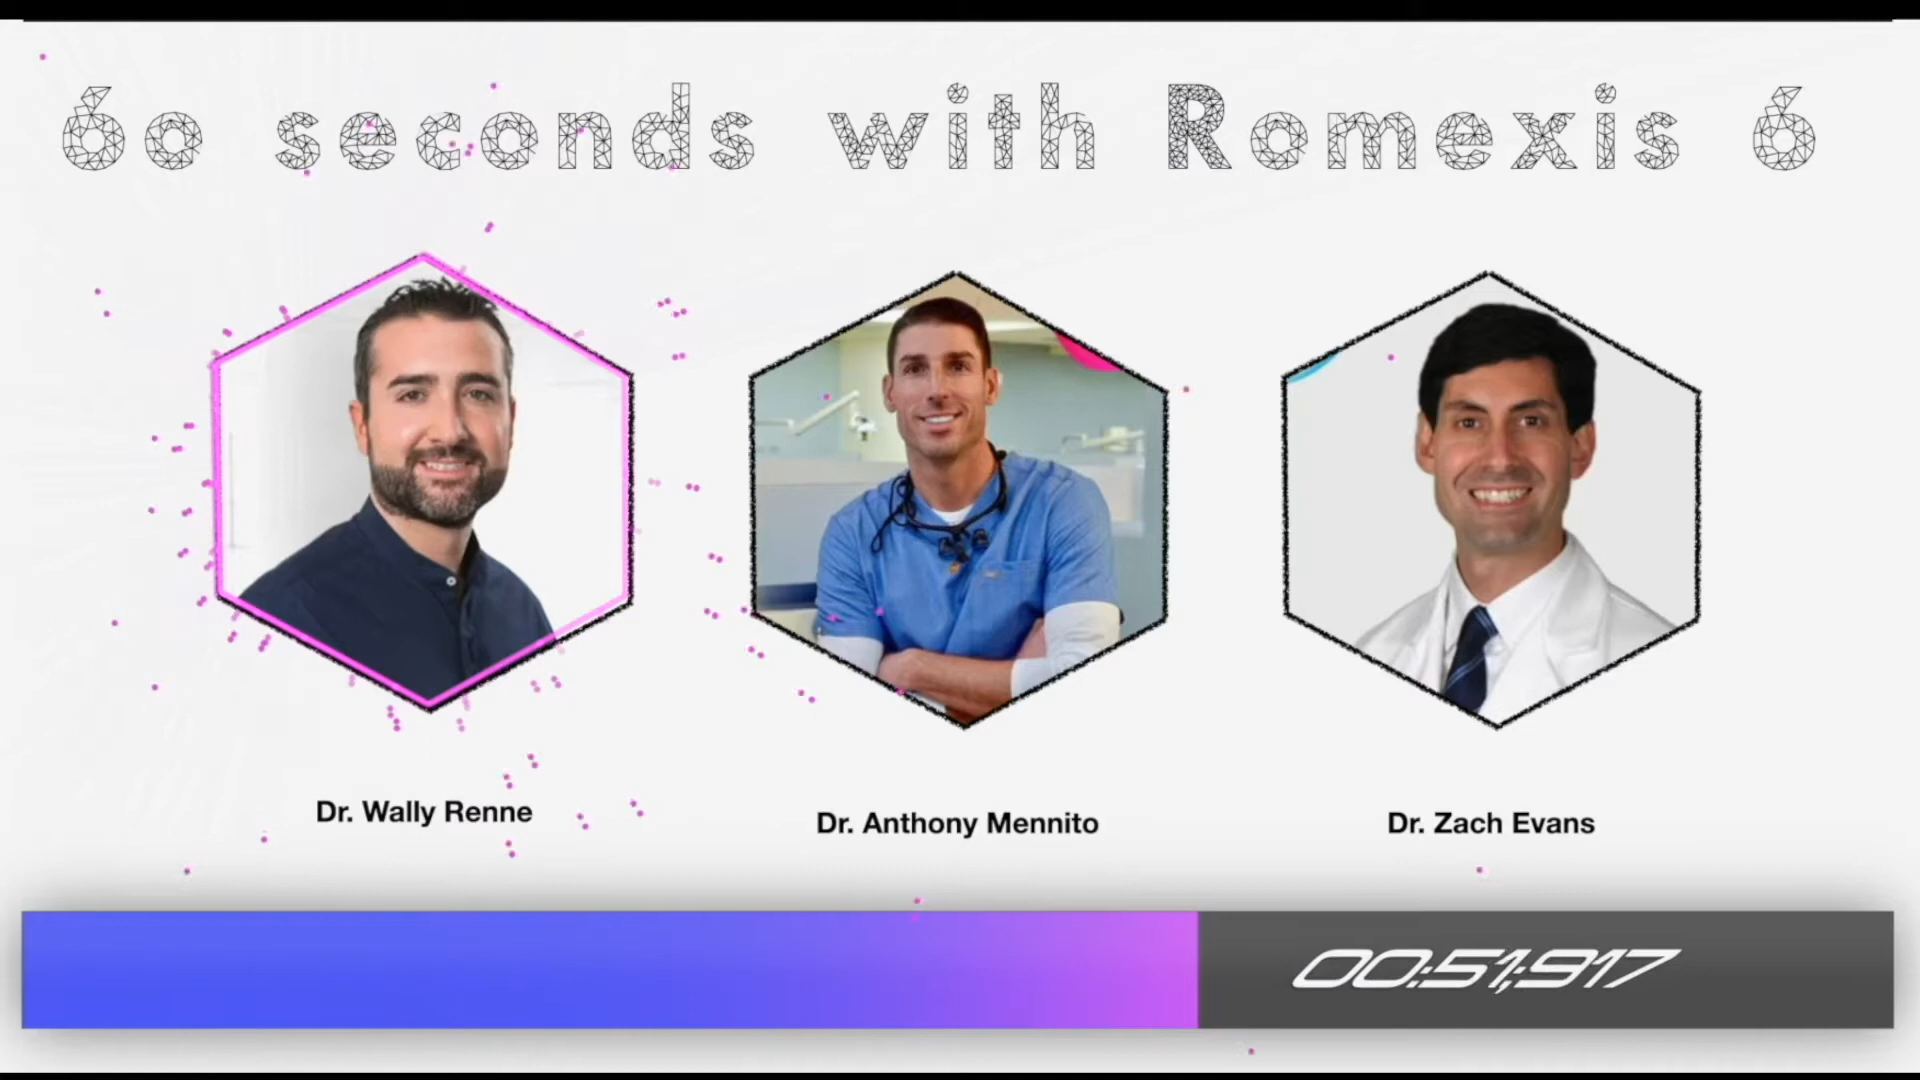 60 seconds with Romexis 6
Dr. Wally Renne
Dr. Anthony Mennito
Dr. Zach Evans
00:51;917